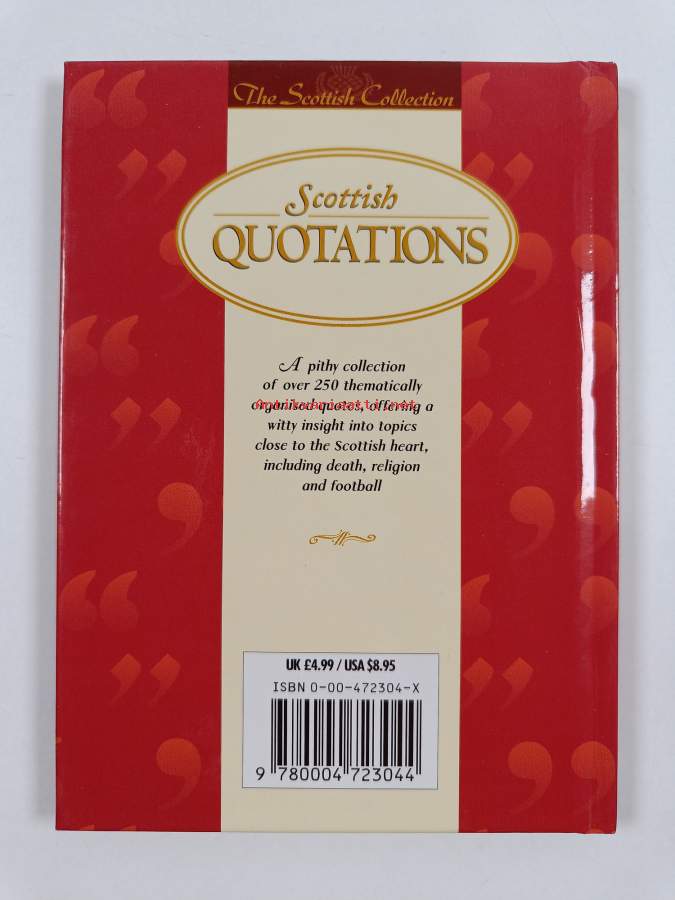 The Scottish Collection
Scottish
QUOTATIONS
A pithy collection
of over 250 thematically
organised quotes, offering a
Antikvariaatti.net
witty insight into topics
close to the Scottish heart,
including death, religion
and football
UK £4.99 / USA $8.95
ISBN 0-00-472304-X
9 780004 723044